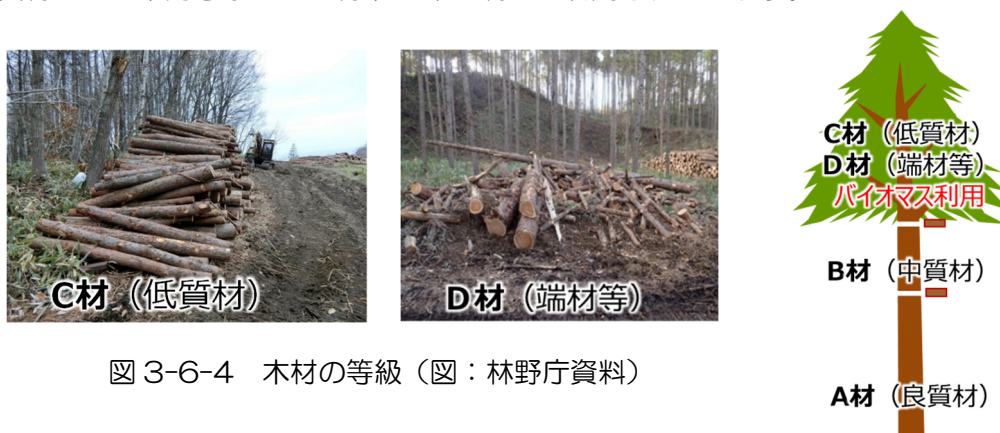 C材（低質材）
D材（端材等）
図 3-6-4　木材の等級（図：林野庁資料）
C材（低質材）
D材（端材等）
バイオマス利用
B材（中質材）
A材（良質材）